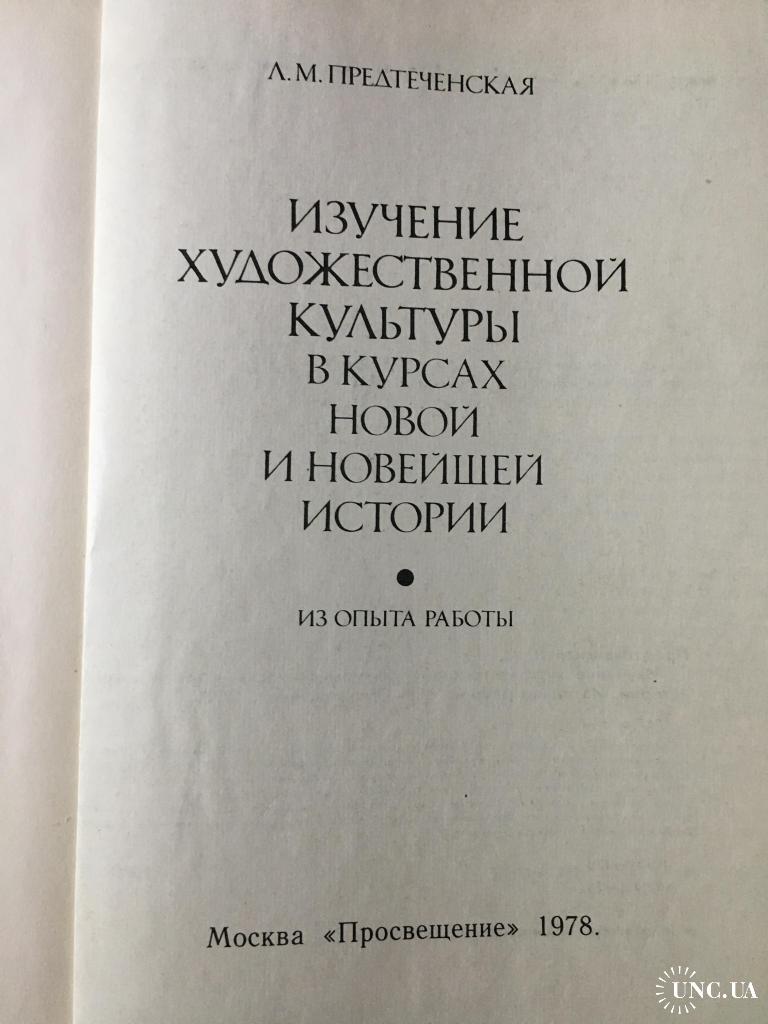 Л. М. ПРЕДТЕЧЕНСКАЯ
ИЗУЧЕНИЕ
ХУДОЖЕСТВЕННОЙ
КУЛЬТУРЫ
В КУРСАХ
НОВОЙ
И НОВЕЙШЕЙ
ИСТОРИИ
ИЗ ОПЫТА РАБОТЫ
Москва «Просвещение» 1978.
UNC.UA